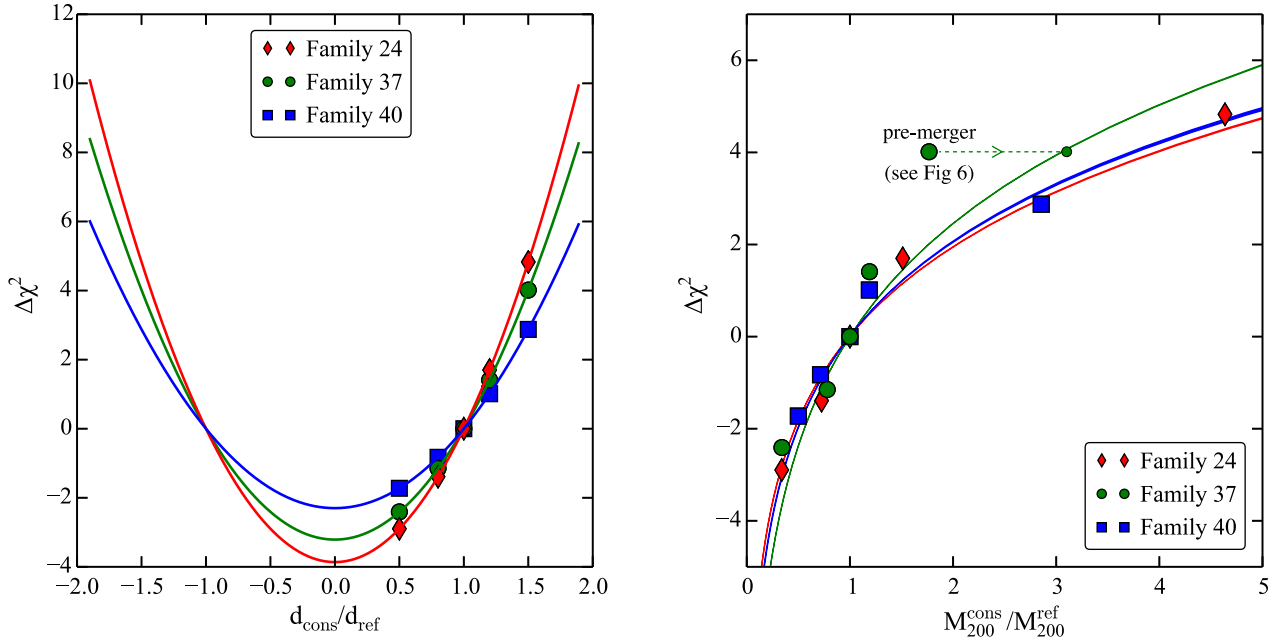 12
10
8
6
4
2
0
−2
−4
Δχ²
−2.0 −1.5 −1.0 −0.5 0.0 0.5 1.0 1.5 2.0
d_cons/d_ref
Family 24
Family 37
Family 40
6
4
2
0
−2
−4
Δχ²
pre-merger
(see Fig 6)
Family 24
Family 37
Family 40
0 1 2 3 4 5
M_200^cons/M_200^ref